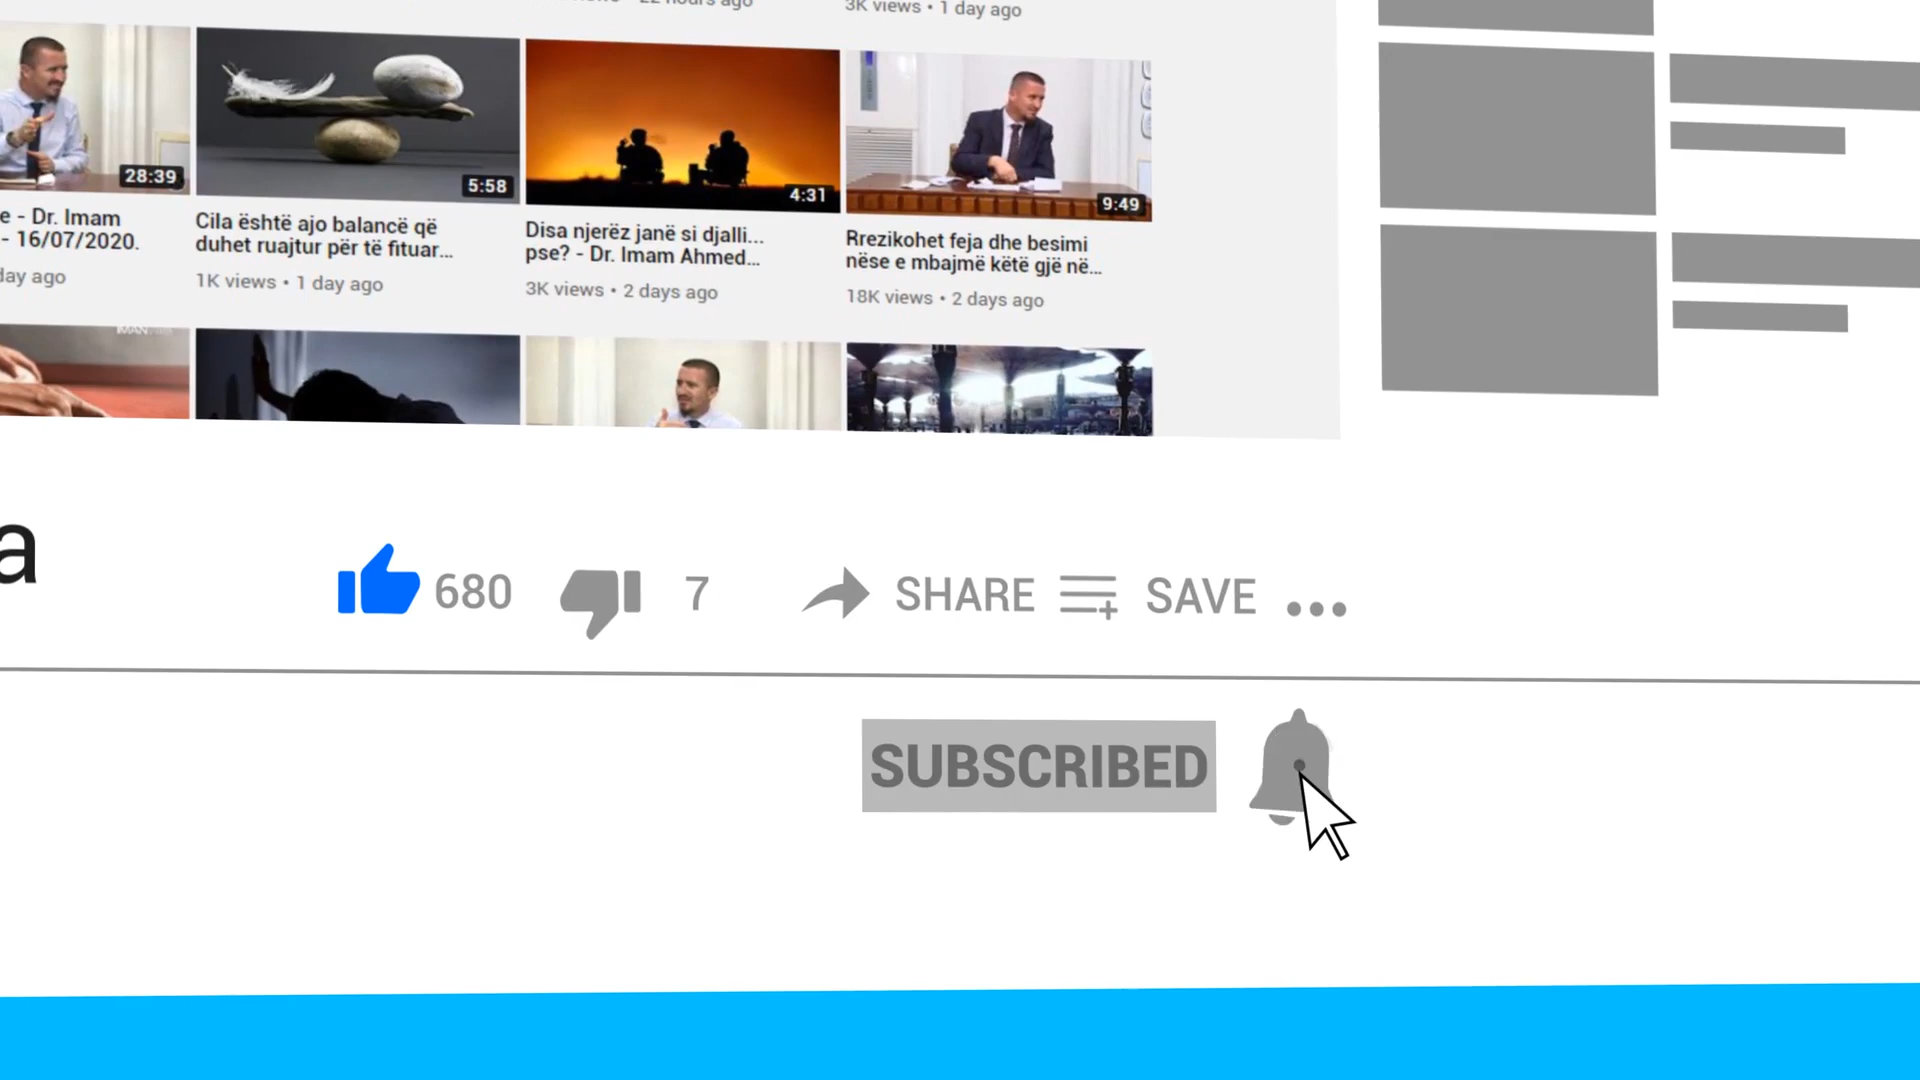 22 hours ago
3K views • 1 day ago
28:39
5:58
4:31
9:49
e - Dr. Imam
- 16/07/2020.
day ago
Cila është ajo balancë që
duhet ruajtur për të fituar...
1K views • 1 day ago
Disa njerëz janë si djalli...
pse? - Dr. Imam Ahmed...
3K views • 2 days ago
Rrezikohet feja dhe besimi
nëse e mbajmë këtë gjë në...
18K views • 2 days ago
a
680
7
SHARE
SAVE
SUBSCRIBED